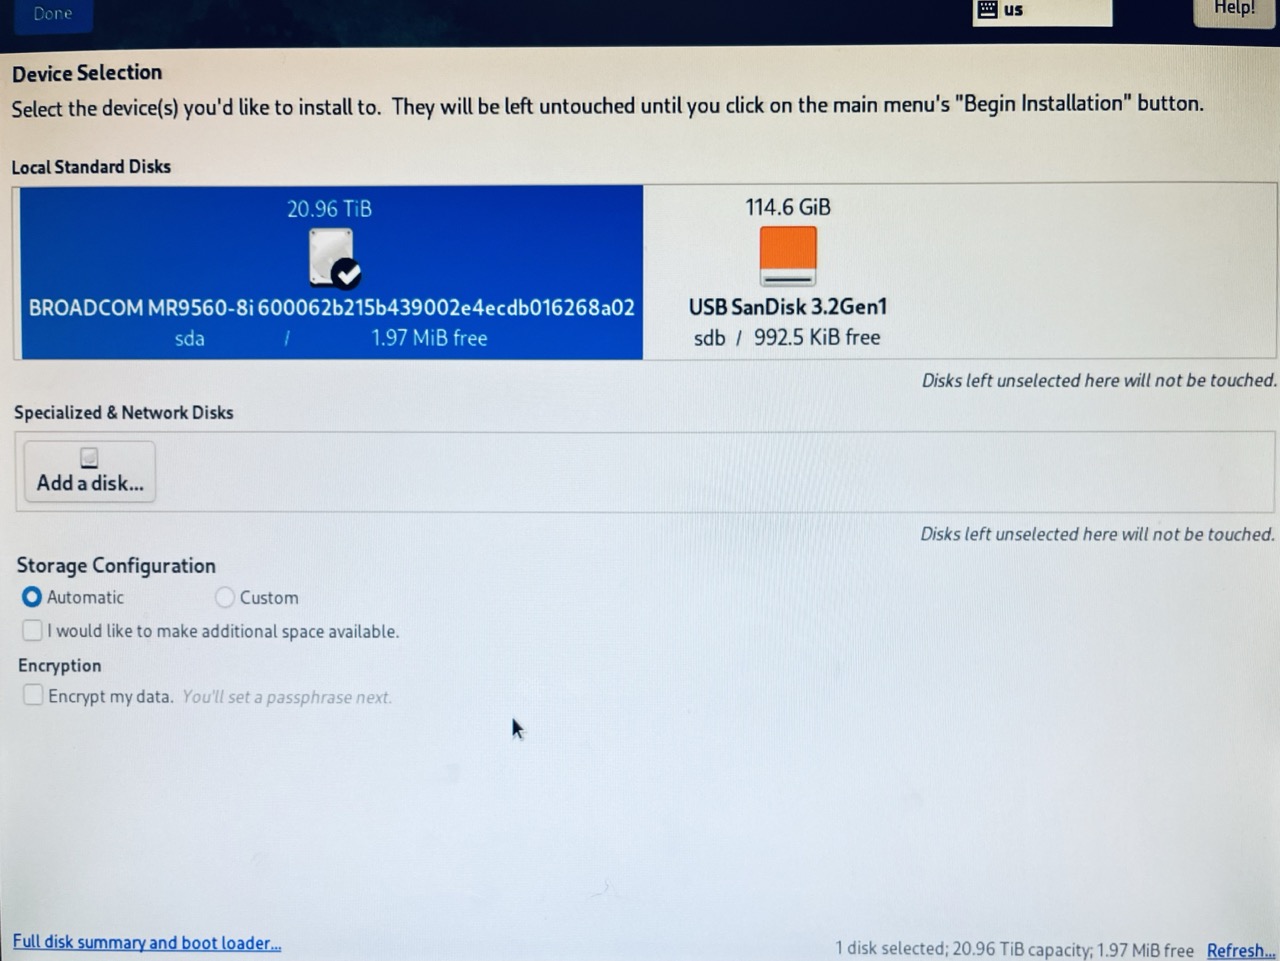 Done
us
Help!
Device Selection
Select the device(s) you'd like to install to. They will be left untouched until you click on the main menu's "Begin Installation" button.
Local Standard Disks
20.96 TiB
BROADCOM MR9560-8i 600062b215b439002e4ecdb016268a02
sda / 1.97 MiB free
114.6 GiB
USB SanDisk 3.2Gen1
sdb / 992.5 KiB free
Disks left unselected here will not be touched.
Specialized & Network Disks
Add a disk...
Disks left unselected here will not be touched.
Storage Configuration
Automatic Custom
I would like to make additional space available.
Encryption
Encrypt my data. You'll set a passphrase next.
Full disk summary and boot loader...
1 disk selected; 20.96 TiB capacity; 1.97 MiB free Refresh...